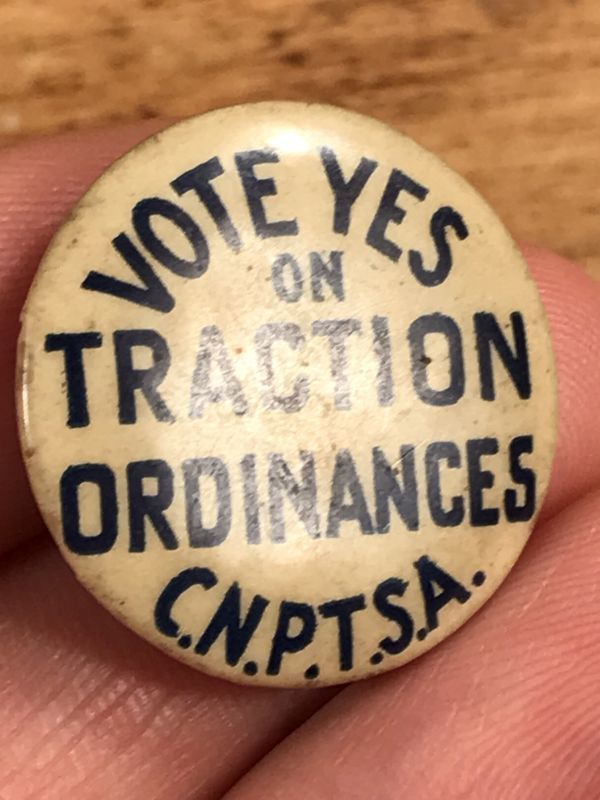 VOTE YES
ON
TRACTION
ORDINANCES
C.N.P.T.S.A.